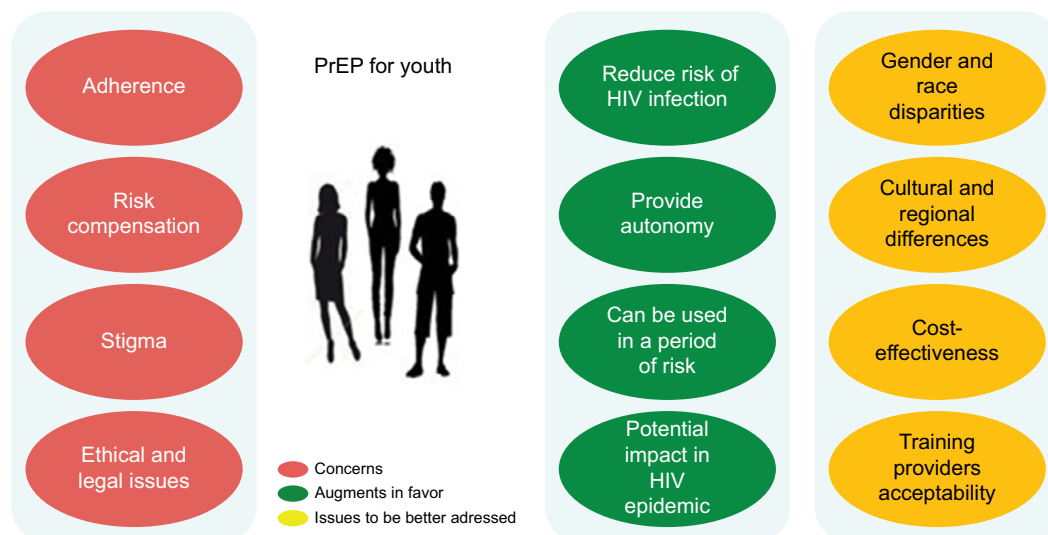 Adherence
Risk
compensation
Stigma
Ethical and
legal issues
PrEP for youth
Concerns
Augments in favor
Issues to be better adressed
Reduce risk of
HIV infection
Provide
autonomy
Can be used
in a period
of risk
Potential
impact in
HIV
epidemic
Gender and
race
disparities
Cultural and
regional
differences
Cost-
effectiveness
Training
providers
acceptability